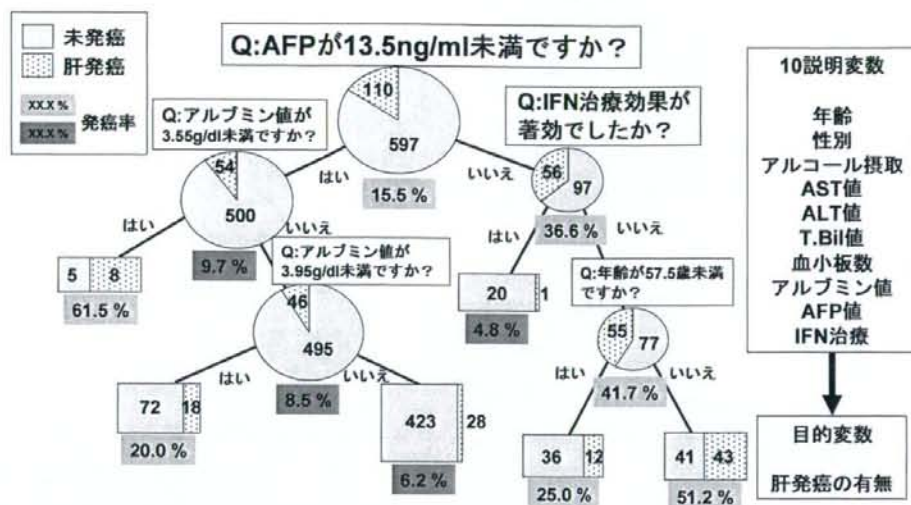 未発癌
肝発癌
XX.X %
XX.X %
発癌率
Q:AFPが13.5ng/ml未満ですか？
110
597
15.5 %
はい
いいえ
Q:アルブミン値が
3.55g/dl未満ですか？
54
500
9.7 %
はい
いいえ
Q:IFN治療効果が
著効でしたか？
56
97
36.6 %
はい
いいえ
5
8
61.5 %
Q:アルブミン値が
3.95g/dl未満ですか？
46
495
8.5 %
はい
いいえ
20
1
4.8 %
Q:年齢が57.5歳未満
ですか？
55
77
41.7 %
はい
いいえ
72
18
20.0 %
423
28
6.2 %
36
12
25.0 %
41
43
51.2 %
10説明変数
年齢
性別
アルコール摂取
AST値
ALT値
T.Bil値
血小板数
アルブミン値
AFP値
IFN治療
目的変数
肝発癌の有無